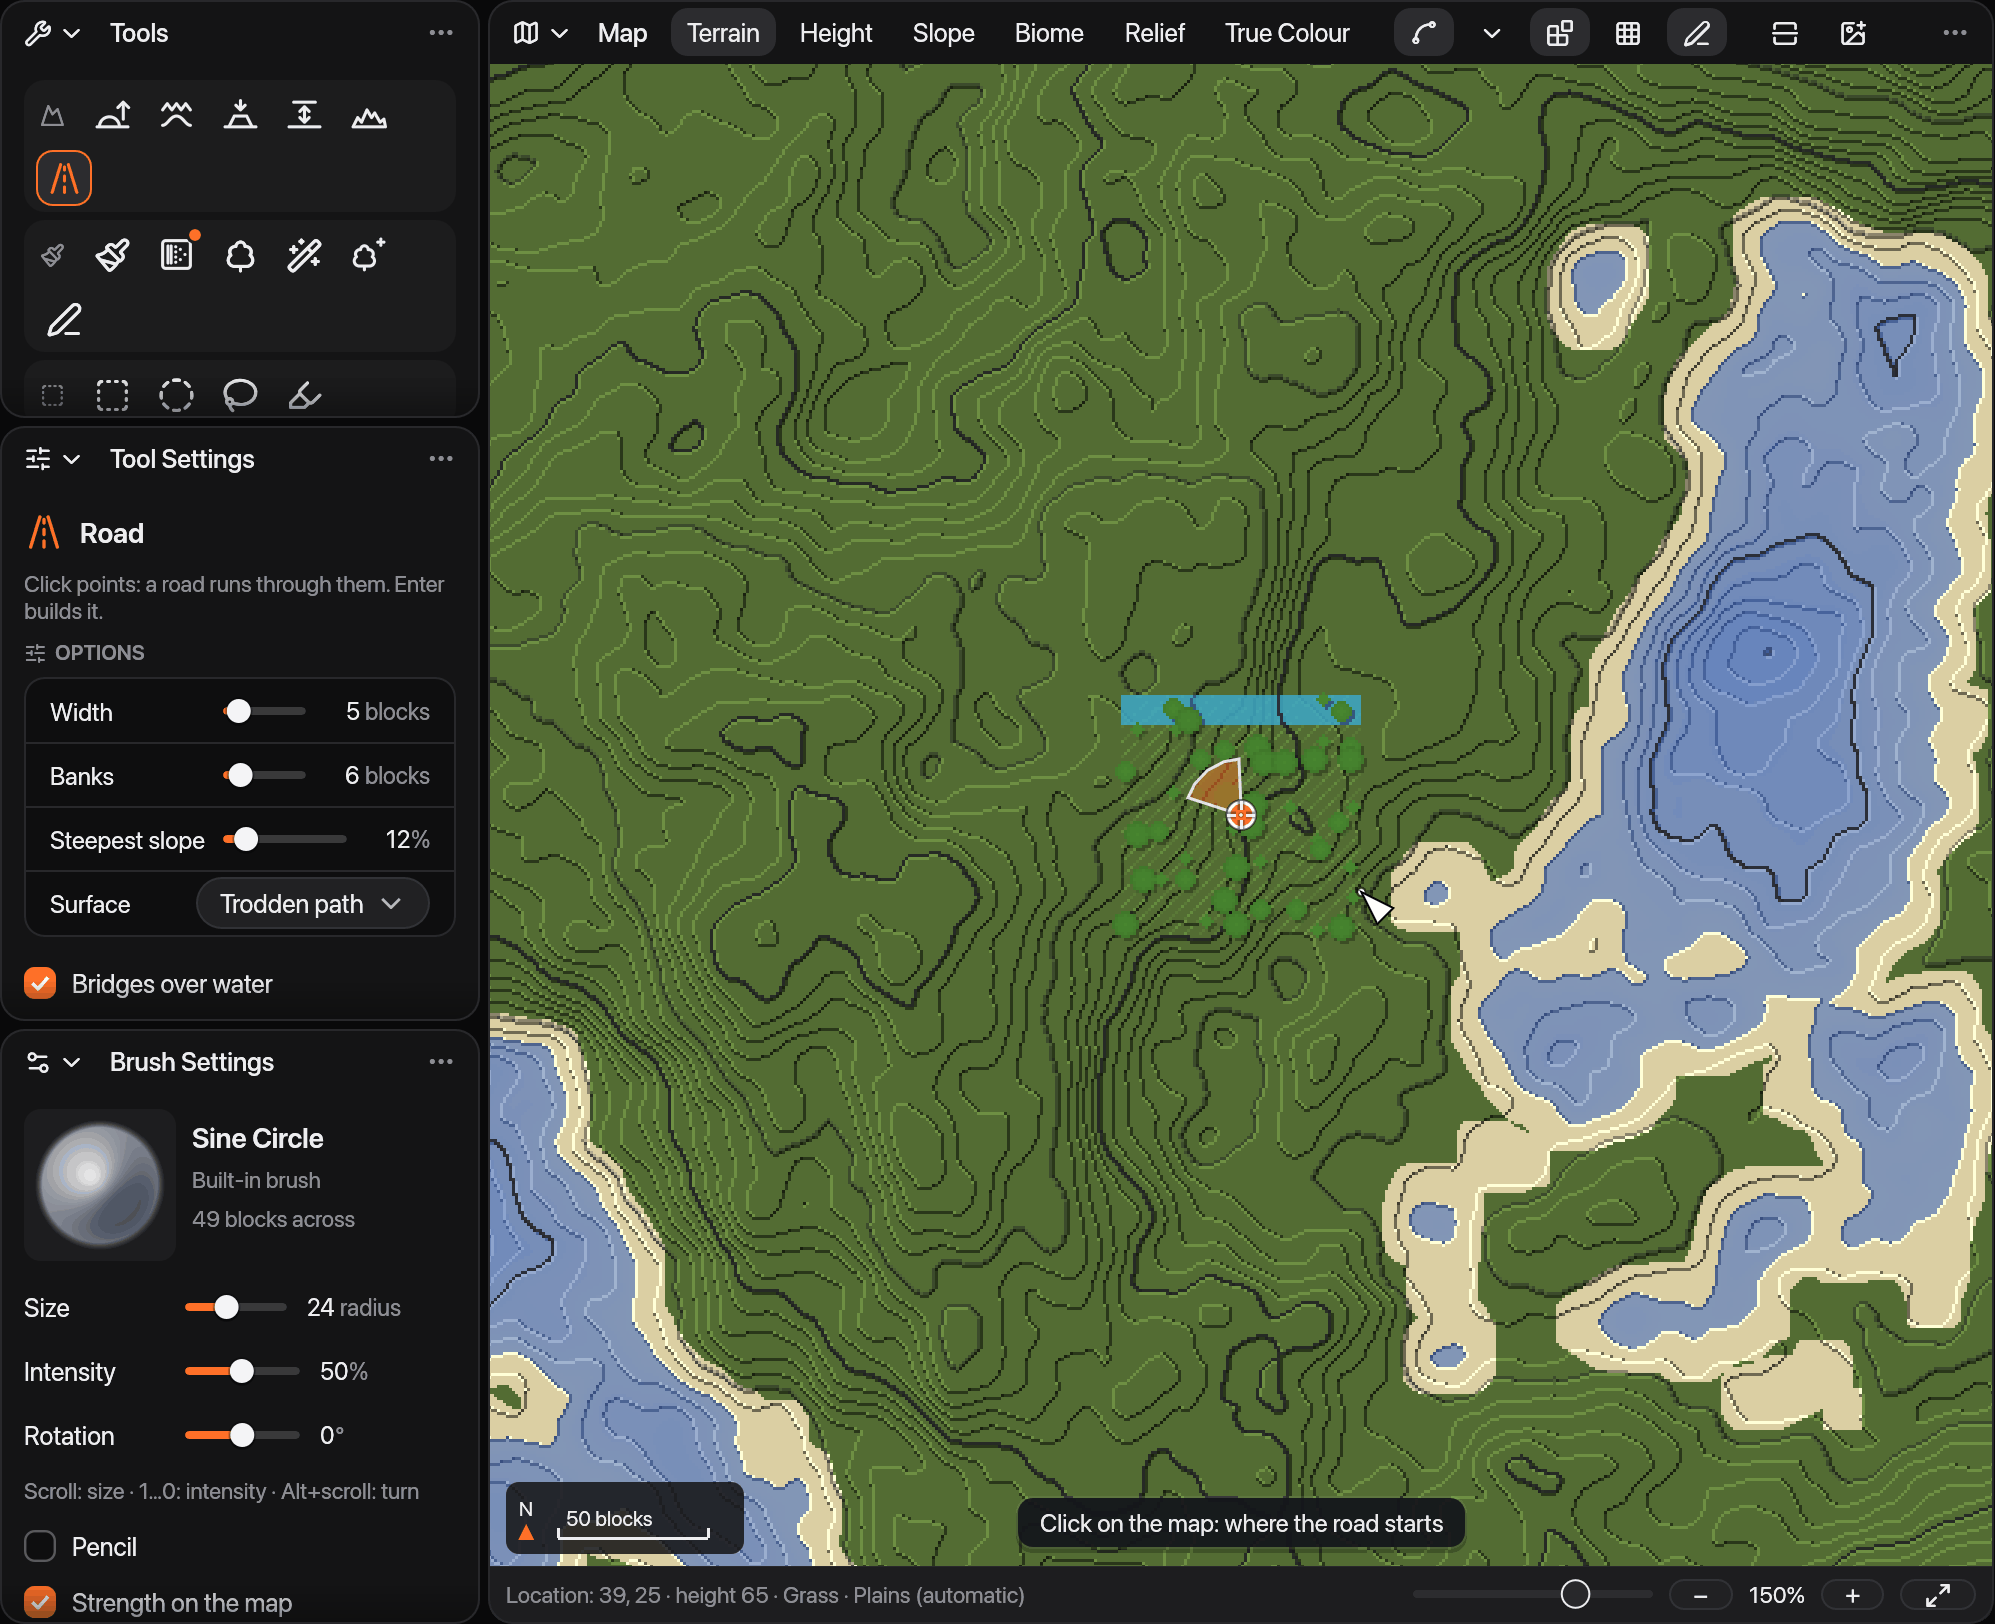 Tools
Map
Terrain
Height
Slope
Biome
Relief
True Colour
Tool Settings
Road
Click points: a road runs through them. Enter
builds it.
OPTIONS
Width 5 blocks
Banks 6 blocks
Steepest slope 12%
Surface Trodden path
Bridges over water
Brush Settings
Sine Circle
Built-in brush
49 blocks across
Size 24 radius
Intensity 50%
Rotation 0°
Scroll: size · 1...0: intensity · Alt+scroll: turn
Pencil
Strength on the map
N
50 blocks
Click on the map: where the road starts
Location: 39, 25 · height 65 · Grass · Plains (automatic)
150%